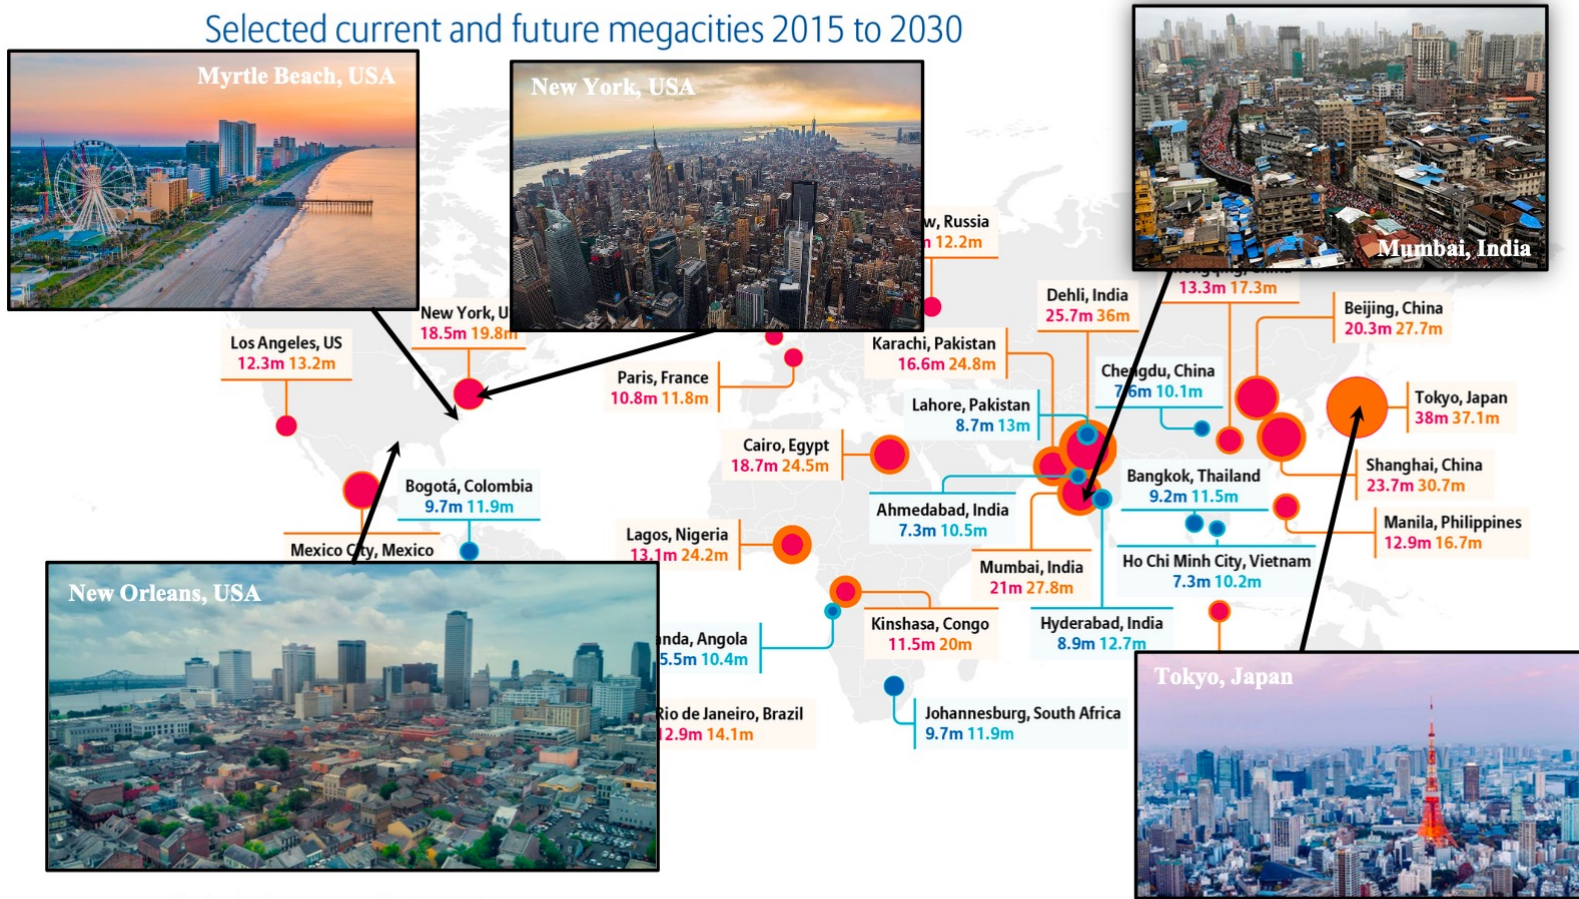 Selected current and future megacities 2015 to 2030
Myrtle Beach, USA
New York, USA
Mumbai, India
New York, U
18.5m 19.8m
Los Angeles, US
12.3m 13.2m
Paris, France
10.8m 11.8m
w, Russia
12.2m
Dehli, India
25.7m 36m
13.3m 17.3m
Beijing, China
20.3m 27.7m
Karachi, Pakistan
16.6m 24.8m
Chengdu, China
7.6m 10.1m
Lahore, Pakistan
8.7m 13m
Tokyo, Japan
38m 37.1m
Cairo, Egypt
18.7m 24.5m
Shanghai, China
23.7m 30.7m
Bogotá, Colombia
9.7m 11.9m
Bangkok, Thailand
9.2m 11.5m
Ahmedabad, India
7.3m 10.5m
Manila, Philippines
12.9m 16.7m
Mexico City, Mexico
Lagos, Nigeria
13.1m 24.2m
Mumbai, India
21m 27.8m
Ho Chi Minh City, Vietnam
7.3m 10.2m
Kinshasa, Congo
11.5m 20m
Hyderabad, India
8.9m 12.7m
New Orleans, USA
anda, Angola
5.5m 10.4m
Tokyo, Japan
Rio de Janeiro, Brazil
12.9m 14.1m
Johannesburg, South Africa
9.7m 11.9m